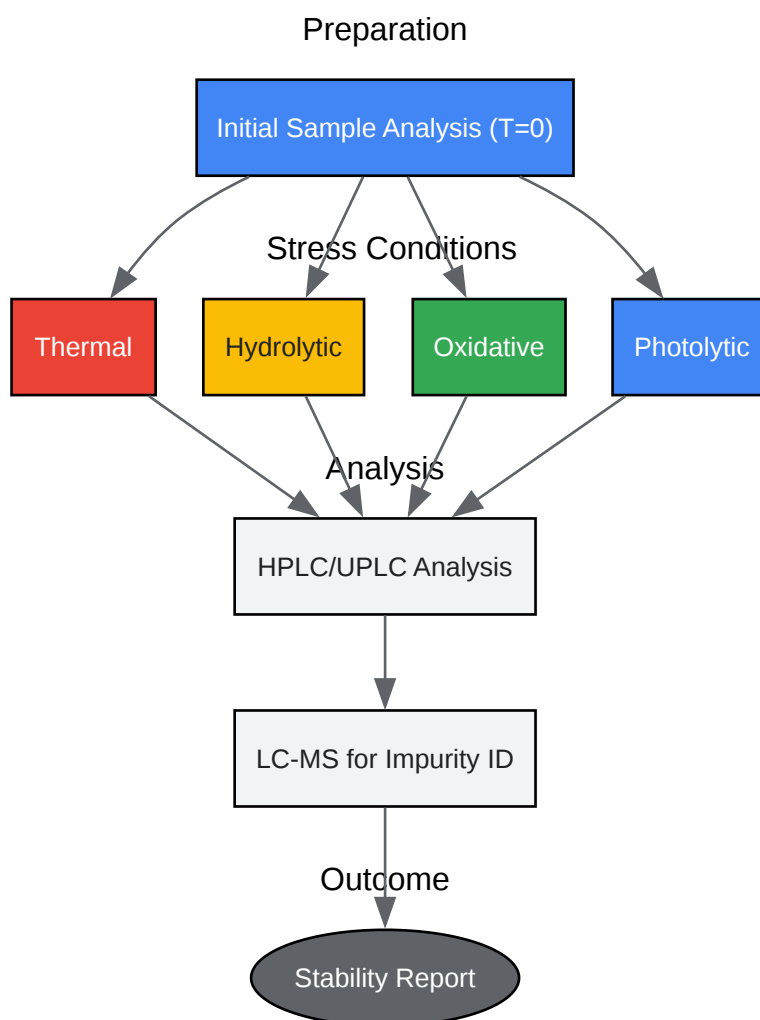 Preparation
Initial Sample Analysis (T=0)
Stress Conditions
Thermal
Hydrolytic
Oxidative
Photolytic
Analysis
HPLC/UPLC Analysis
LC-MS for Impurity ID
Outcome
Stability Report